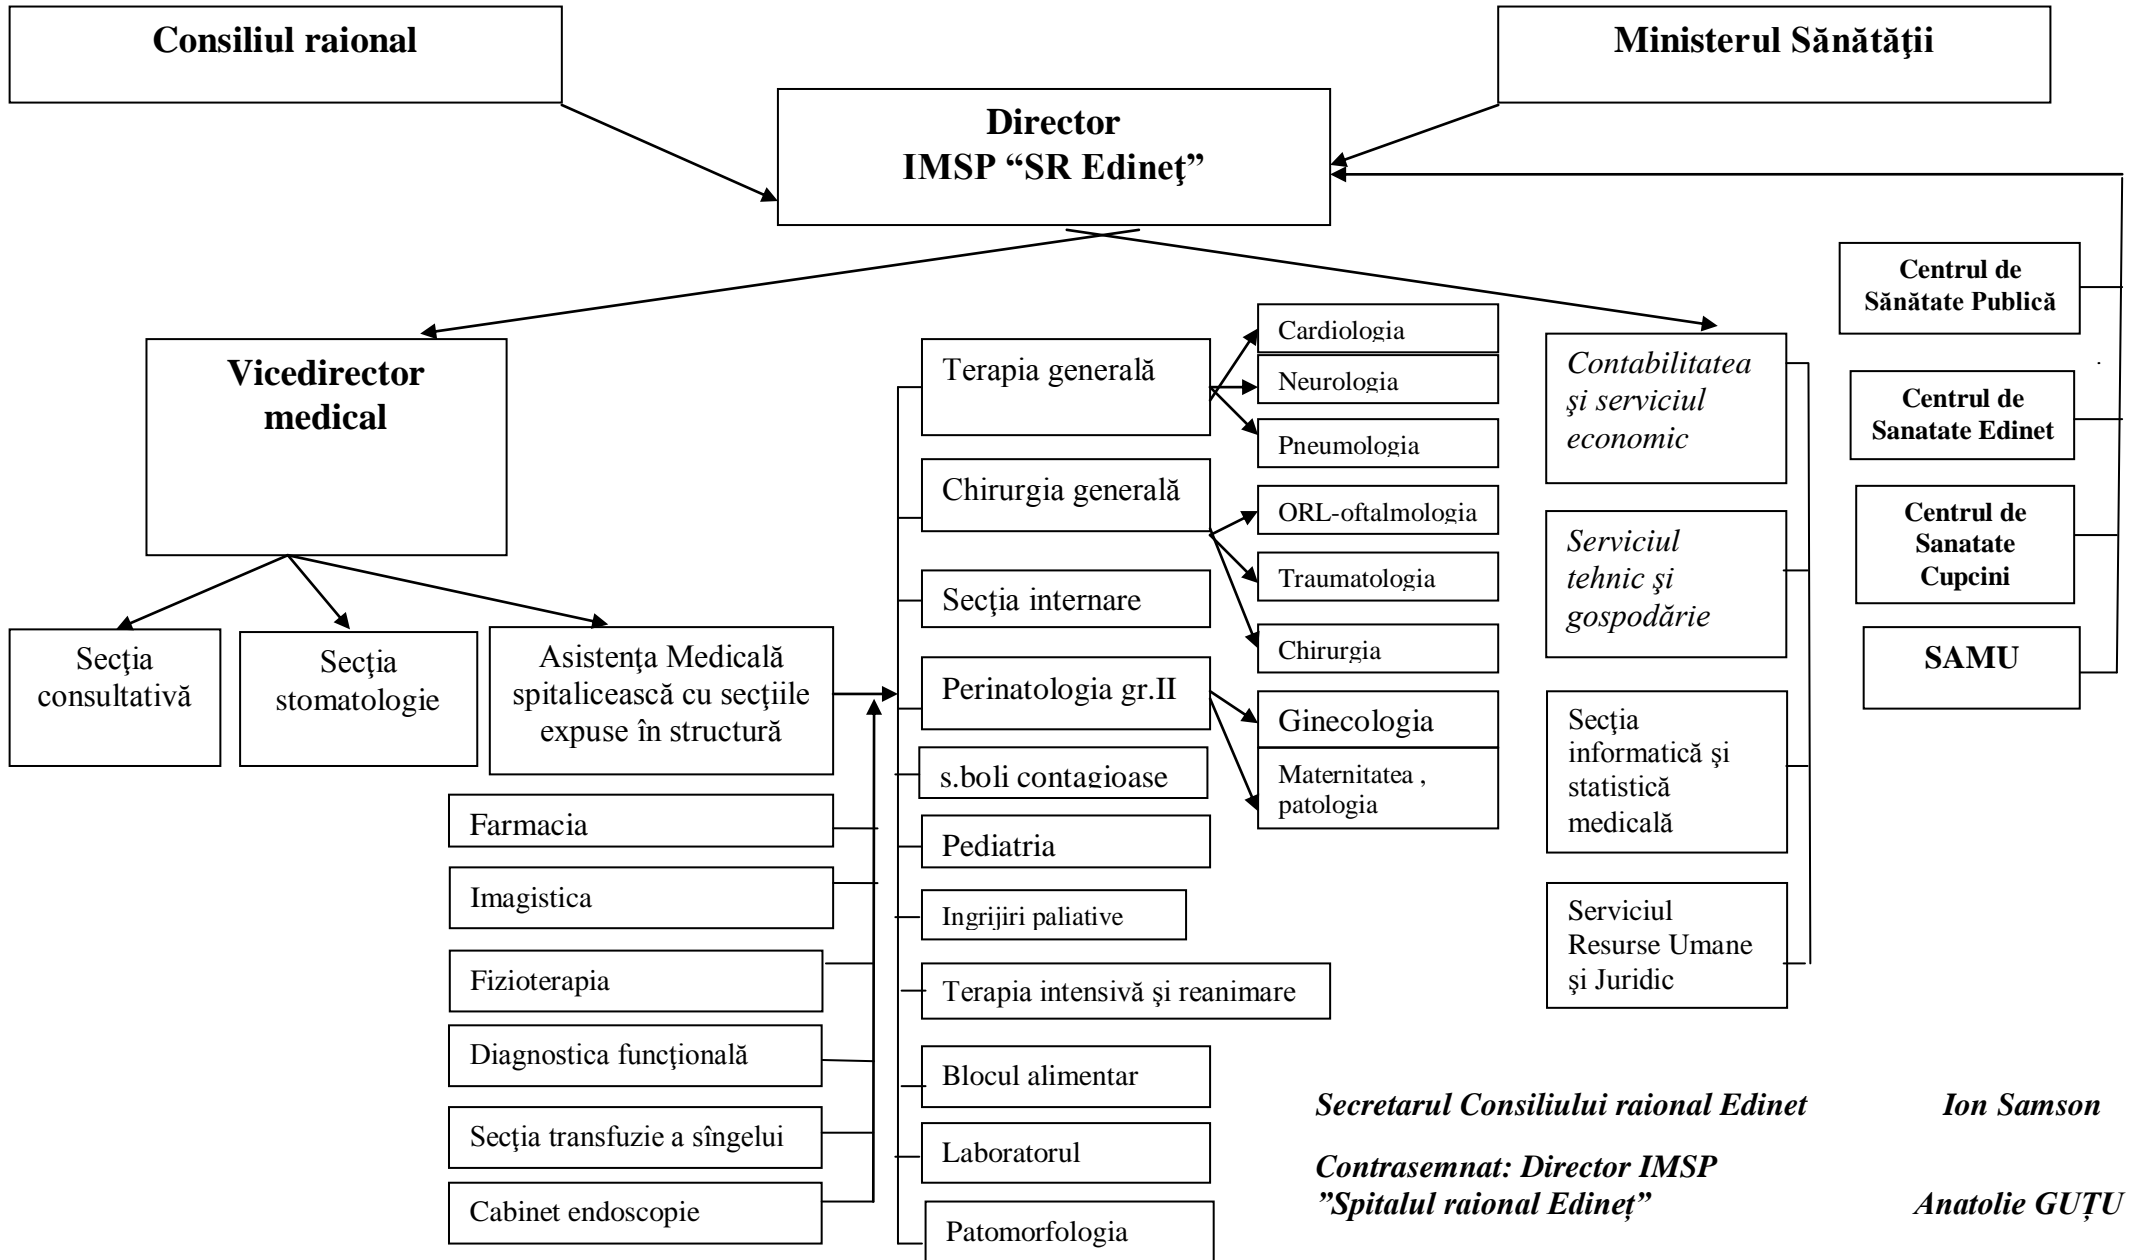 Consiliul raional
Ministerul Sănătăţii
Director
IMSP “SR Edineţ”
Centrul de
Sănătate Publică
Centrul de
Sanatate Edinet
Centrul de
Sanatate
Cupcini
SAMU
Vicedirector
medical
Secţia
consultativă
Secţia
stomatologie
Asistenţa Medicală
spitalicească cu secţiile
expuse în structură
Farmacia
Imagistica
Fizioterapia
Diagnostica funcţională
Secţia transfuzie a sîngelui
Cabinet endoscopie
Terapia generală
Chirurgia generală
Secţia internare
Perinatologia gr.II
s.boli contagioase
Pediatria
Ingrijiri paliative
Terapia intensivă şi reanimare
Blocul alimentar
Laboratorul
Patomorfologia
Cardiologia
Neurologia
Pneumologia
ORL-oftalmologia
Traumatologia
Chirurgia
Ginecologia
Maternitatea ,
patologia
Contabilitatea
şi serviciul
economic
Serviciul
tehnic şi
gospodărie
Secţia
informatică şi
statistică
medicală
Serviciul
Resurse Umane
şi Juridic
Secretarul Consiliului raional Edinet Ion Samson
Contrasemnat: Director IMSP
”Spitalul raional Edineț” Anatolie GUȚU